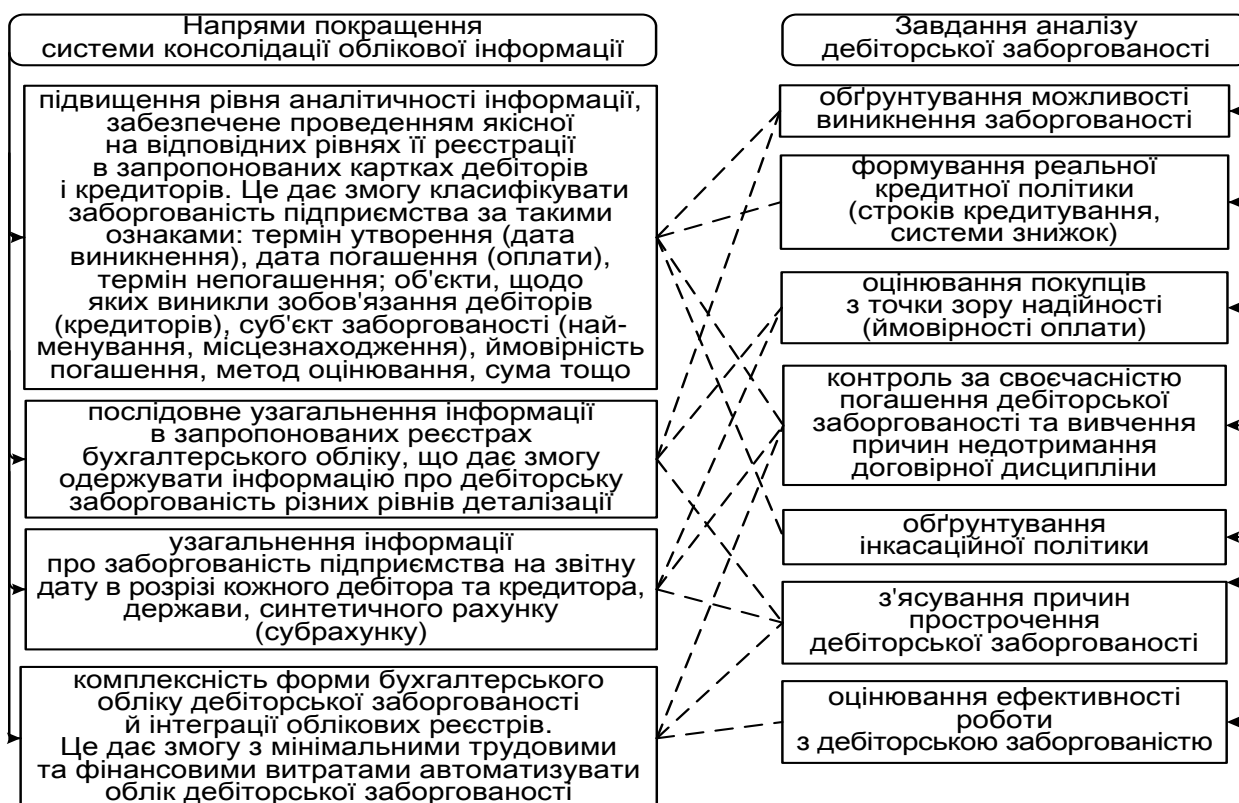 Напрями покращення
системи консолідації облікової інформації
підвищення рівня аналітичності інформації,
забезпечене проведенням якісної
на відповідних рівнях її реєстрації
в запропонованих картках дебіторів
і кредиторів. Це дає змогу класифікувати
заборгованість підприємства за такими
ознаками: термін утворення (дата
виникнення), дата погашення (оплати),
термін непогашення; об'єкти, щодо
яких виникли зобов'язання дебіторів
(кредиторів), суб'єкт заборгованості (най-
менування, місцезнаходження), ймовірність
погашення, метод оцінювання, сума тощо
послідовне узагальнення інформації
в запропонованих реєстрах
бухгалтерського обліку, що дає змогу
одержувати інформацію про дебіторську
заборгованість різних рівнів деталізації
узагальнення інформації
про заборгованість підприємства на звітну
дату в розрізі кожного дебітора та кредитора,
держави, синтетичного рахунку
(субрахунку)
комплексність форми бухгалтерського
обліку дебіторської заборгованості
й інтеграції облікових реєстрів.
Це дає змогу з мінімальними трудовими
та фінансовими витратами автоматизувати
облік дебіторської заборгованості
Завдання аналізу
дебіторської заборгованості
обґрунтування можливості
виникнення заборгованості
формування реальної
кредитної політики
(строків кредитування,
системи знижок)
оцінювання покупців
з точки зору надійності
(ймовірності оплати)
контроль за своєчасністю
погашення дебіторської
заборгованості та вивчення
причин недотримання
договірної дисципліни
обґрунтування
інкасаційної політики
з'ясування причин
прострочення
дебіторської заборгованості
оцінювання ефективності
роботи
з дебіторською заборгованістю